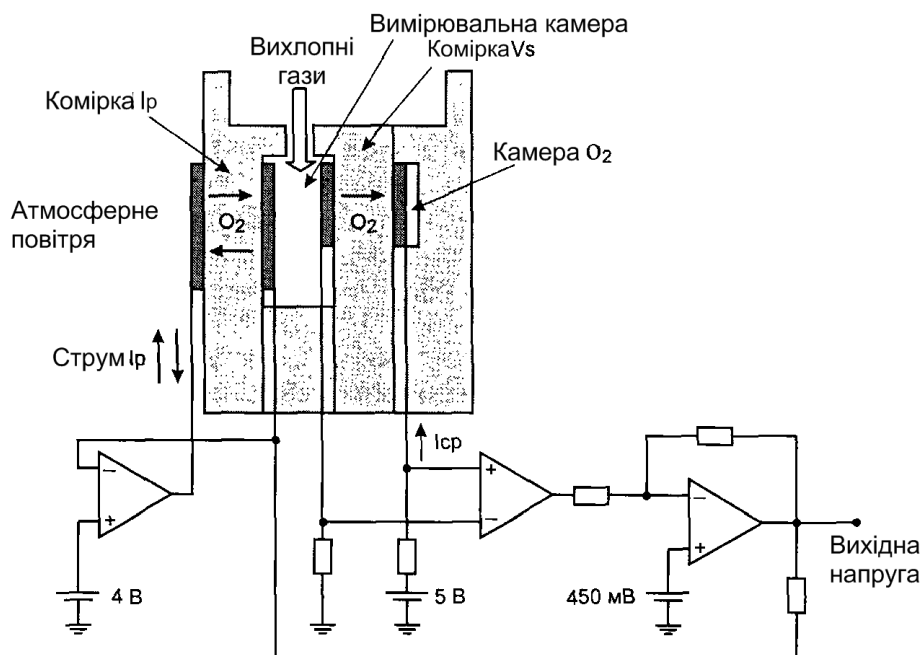 Вимірювальна камера
Вихлопні
гази
КоміркаVs
Комірка Ip
Камера O2
Атмосферне
повітря
O2
O2
Струм Ip
Icp
−
+
+
−
−
+
Вихідна
напруга
4 В
5 В
450 мВ